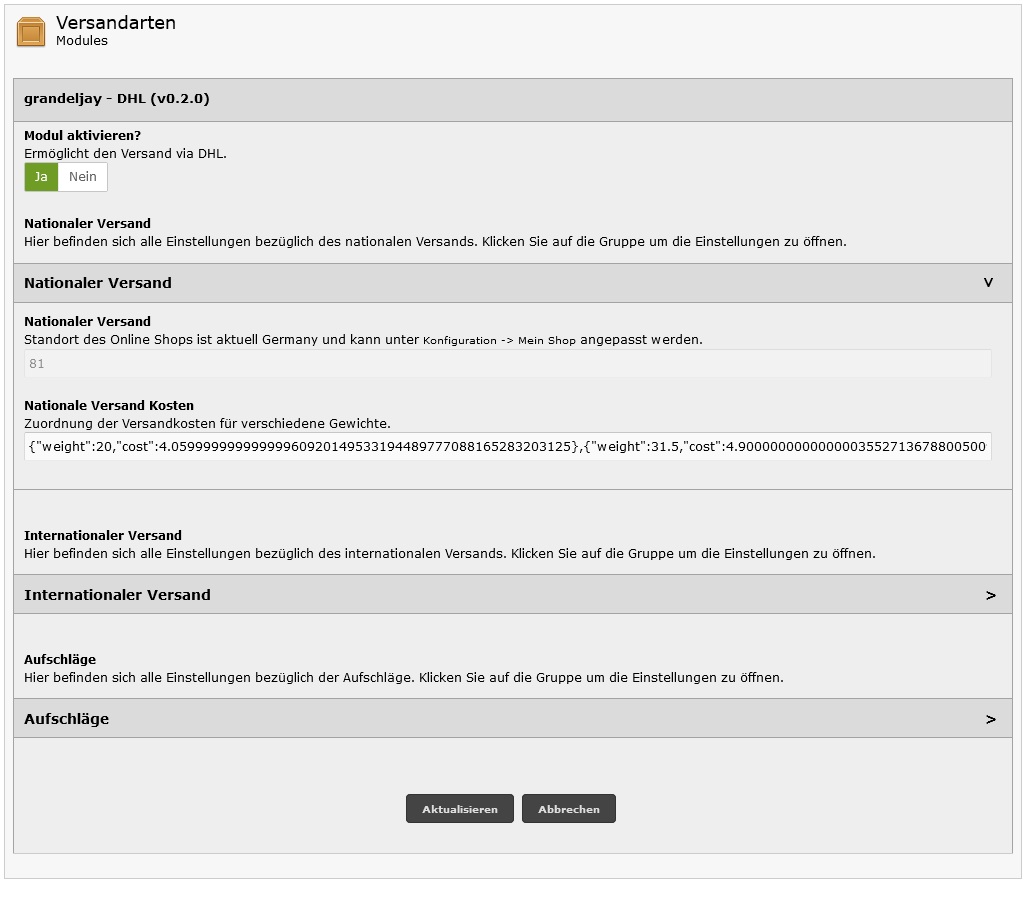 Versandarten
Modules
grandeljay - DHL (v0.2.0)
Modul aktivieren?
Ermöglicht den Versand via DHL.
Ja Nein
Nationaler Versand
Hier befinden sich alle Einstellungen bezüglich des nationalen Versands. Klicken Sie auf die Gruppe um die Einstellungen zu öffnen.
Nationaler Versand >
Nationaler Versand
Standort des Online Shops ist aktuell Germany und kann unter Konfiguration -> Mein Shop angepasst werden.
81
Nationale Versand Kosten
Zuordnung der Versandkosten für verschiedene Gewichte.
{"weight":20,"cost":4.05999999999999960920149533194489777088165283203125},{"weight":31.5,"cost":4.9000000000000003552713678800500
Internationaler Versand
Hier befinden sich alle Einstellungen bezüglich des internationalen Versands. Klicken Sie auf die Gruppe um die Einstellungen zu öffnen.
Internationaler Versand >
Aufschläge
Hier befinden sich alle Einstellungen bezüglich der Aufschläge. Klicken Sie auf die Gruppe um die Einstellungen zu öffnen.
Aufschläge >
Aktualisieren Abbrechen